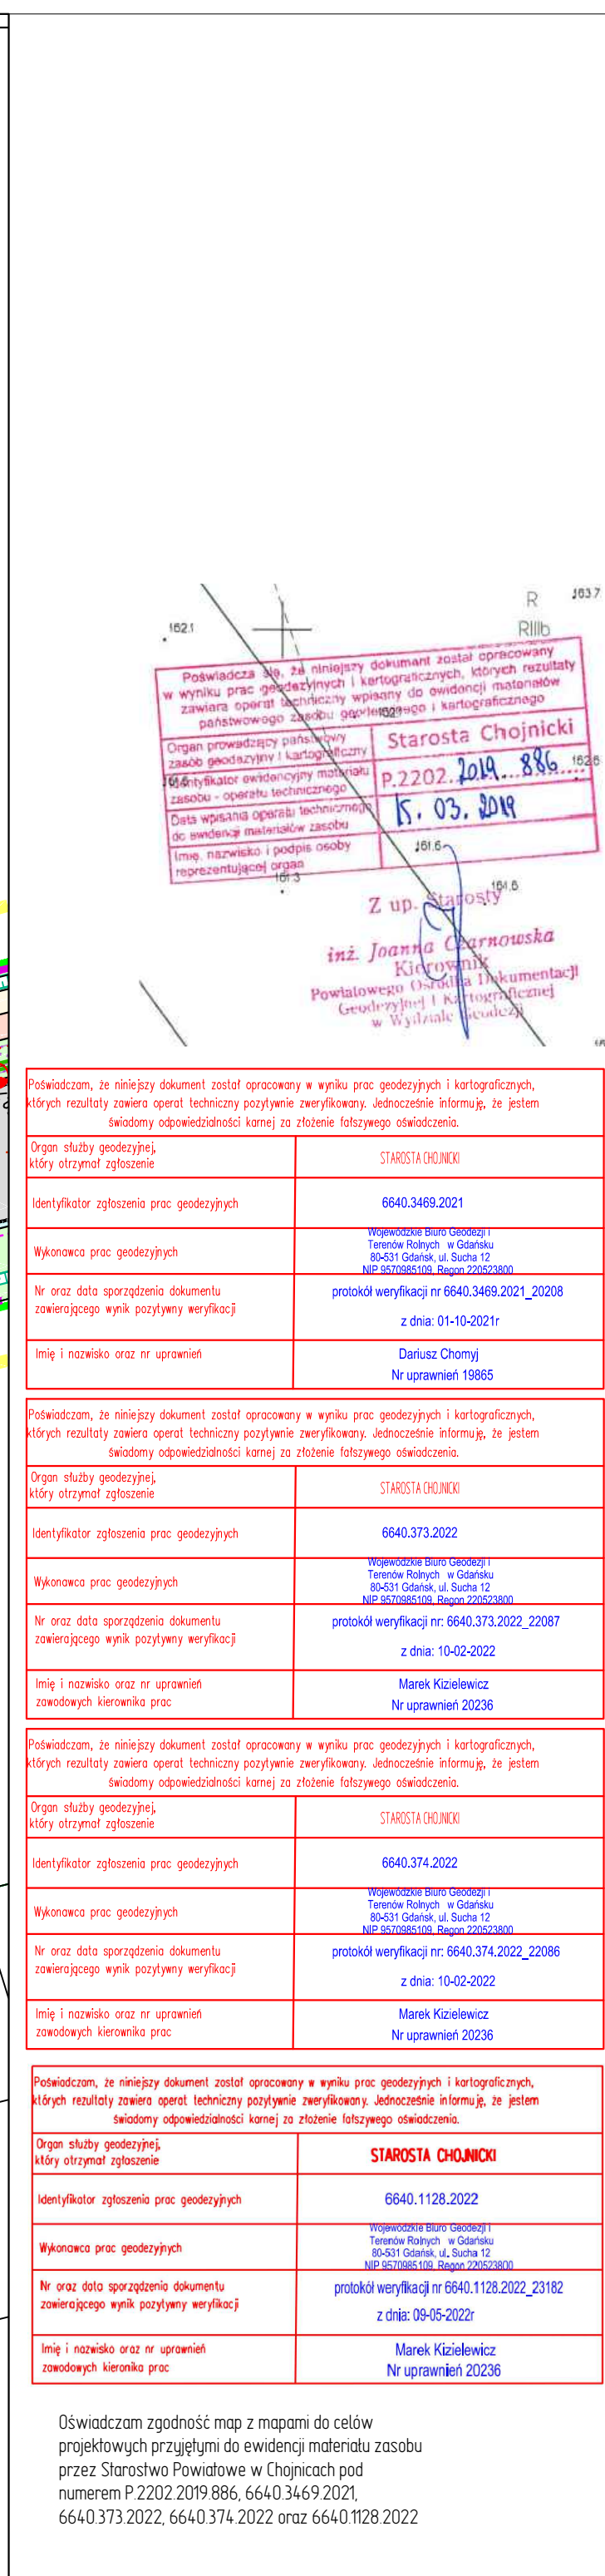 R 163.7
162.1 RIIIb
Poświadcza się, że niniejszy dokument został opracowany
w wyniku prac geodezyjnych i kartograficznych, których rezultaty
zawiera operat techniczny wpisany do ewidencji materiałów
państwowego zasobu geodezyjnego i kartograficznego
Organ prowadzący państwowy
zasób geodezyjny i kartograficzny
Starosta Chojnicki
Identyfikator ewidencyjny materiału
zasobu - operatu technicznego
P.2202.2019.886
162.6
Data wpisania operatu technicznego
do ewidencji materiałów zasobu
15.03.2019
Imię, nazwisko i podpis osoby
reprezentującej organ
161.6
161.3
161.6
Z up. Starosty
inż. Joanna Czarnowska
Kierownik
Powiatowego Ośrodka Dokumentacji
Geodezyjnej i Kartograficznej
w Wydziale Geodezji
Poświadczam, że niniejszy dokument został opracowany w wyniku prac geodezyjnych i kartograficznych,
których rezultaty zawiera operat techniczny pozytywnie zweryfikowany. Jednocześnie informuję, że jestem
świadomy odpowiedzialności karnej za złożenie fałszywego oświadczenia.
Organ służby geodezyjnej,
który otrzymał zgłoszenie
STAROSTA CHOJNICKI
Identyfikator zgłoszenia prac geodezyjnych
6640.3469.2021
Wykonawca prac geodezyjnych
Wojewódzkie Biuro Geodezji i
Terenów Rolnych w Gdańsku
80-531 Gdańsk, ul. Sucha 12
NIP 9570985109, Regon 220523800
Nr oraz data sporządzenia dokumentu
zawierającego wynik pozytywny weryfikacji
protokół weryfikacji nr 6640.3469.2021_20208
z dnia: 01-10-2021r
Imię i nazwisko oraz nr uprawnień
Dariusz Chomyj
Nr uprawnień 19865
Poświadczam, że niniejszy dokument został opracowany w wyniku prac geodezyjnych i kartograficznych,
których rezultaty zawiera operat techniczny pozytywnie zweryfikowany. Jednocześnie informuję, że jestem
świadomy odpowiedzialności karnej za złożenie fałszywego oświadczenia.
Organ służby geodezyjnej,
który otrzymał zgłoszenie
STAROSTA CHOJNICKI
Identyfikator zgłoszenia prac geodezyjnych
6640.373.2022
Wykonawca prac geodezyjnych
Wojewódzkie Biuro Geodezji i
Terenów Rolnych w Gdańsku
80-531 Gdańsk, ul. Sucha 12
NIP 9570985109, Regon 220523800
Nr oraz data sporządzenia dokumentu
zawierającego wynik pozytywny weryfikacji
protokół weryfikacji nr: 6640.373.2022_22087
z dnia: 10-02-2022
Imię i nazwisko oraz nr uprawnień
zawodowych kierownika prac
Marek Kizielewicz
Nr uprawnień 20236
Poświadczam, że niniejszy dokument został opracowany w wyniku prac geodezyjnych i kartograficznych,
których rezultaty zawiera operat techniczny pozytywnie zweryfikowany. Jednocześnie informuję, że jestem
świadomy odpowiedzialności karnej za złożenie fałszywego oświadczenia.
Organ służby geodezyjnej,
który otrzymał zgłoszenie
STAROSTA CHOJNICKI
Identyfikator zgłoszenia prac geodezyjnych
6640.374.2022
Wykonawca prac geodezyjnych
Wojewódzkie Biuro Geodezji i
Terenów Rolnych w Gdańsku
80-531 Gdańsk, ul. Sucha 12
NIP 9570985109, Regon 220523800
Nr oraz data sporządzenia dokumentu
zawierającego wynik pozytywny weryfikacji
protokół weryfikacji nr: 6640.374.2022_22086
z dnia: 10-02-2022
Imię i nazwisko oraz nr uprawnień
zawodowych kierownika prac
Marek Kizielewicz
Nr uprawnień 20236
Poświadczam, że niniejszy dokument został opracowany w wyniku prac geodezyjnych i kartograficznych,
których rezultaty zawiera operat techniczny pozytywnie zweryfikowany. Jednocześnie informuję, że jestem
świadomy odpowiedzialności karnej za złożenie fałszywego oświadczenia.
Organ służby geodezyjnej,
który otrzymał zgłoszenie
STAROSTA CHOJNICKI
Identyfikator zgłoszenia prac geodezyjnych
6640.1128.2022
Wykonawca prac geodezyjnych
Wojewódzkie Biuro Geodezji i
Terenów Rolnych w Gdańsku
80-531 Gdańsk, ul. Sucha 12
NIP 9570985109, Regon 220523800
Nr oraz data sporządzenia dokumentu
zawierającego wynik pozytywny weryfikacji
protokół weryfikacji nr 6640.1128.2022_23182
z dnia: 09-05-2022r
Imię i nazwisko oraz nr uprawnień
zawodowych kieronika prac
Marek Kizielewicz
Nr uprawnień 20236
Oświadczam zgodność map z mapami do celów
projektowych przyjętymi do ewidencji materiału zasobu
przez Starostwo Powiatowe w Chojnicach pod
numerem P.2202.2019.886, 6640.3469.2021,
6640.373.2022, 6640.374.2022 oraz 6640.1128.2022